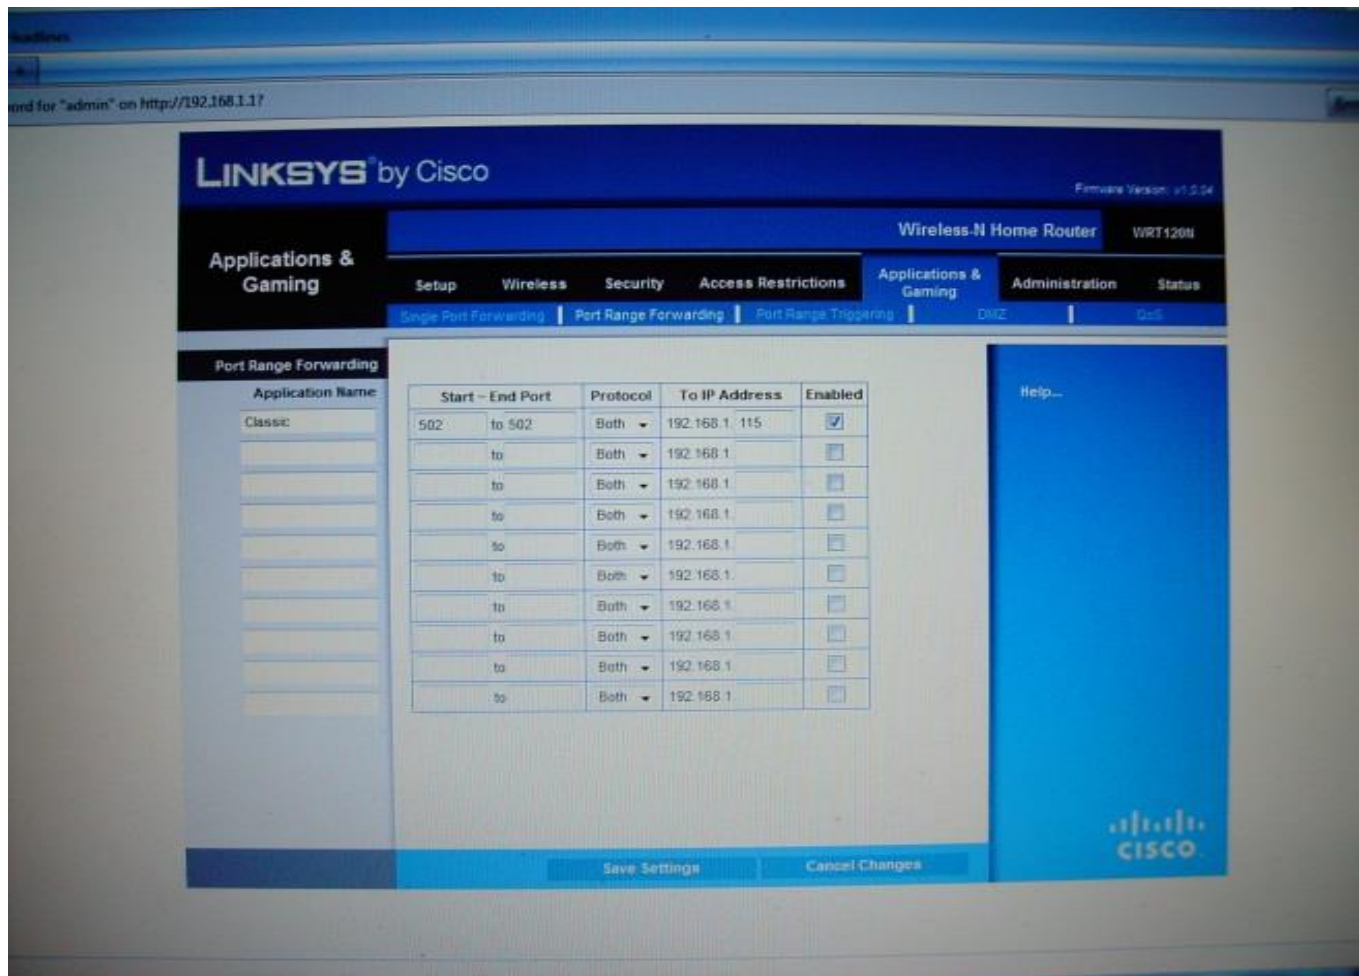 ord for "admin" on http://192.168.1.1?
LINKSYS® by Cisco
Firmware Version: v1.0.04
Wireless-N Home Router WRT120N
Applications & Gaming
Setup Wireless Security Access Restrictions Applications & Gaming Administration Status
Single Port Forwarding Port Range Forwarding Port Range Triggering DMZ QoS
Port Range Forwarding
Application Name Start – End Port Protocol To IP Address Enabled
Classic 502 to 502 Both 192.168.1. 115
to Both 192.168.1.
to Both 192.168.1.
to Both 192.168.1.
to Both 192.168.1.
to Both 192.168.1.
to Both 192.168.1.
to Both 192.168.1.
to Both 192.168.1.
to Both 192.168.1.
Help...
Save Settings Cancel Changes
CISCO